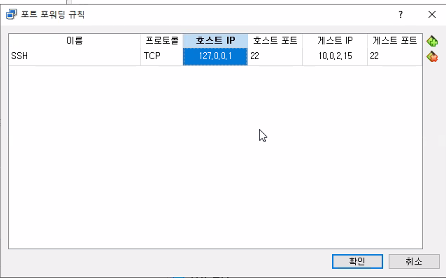 포트 포워딩 규칙
?
이름 프로토콜 호스트 IP 호스트 포트 게스트 IP 게스트 포트
SSH TCP 127.0.0.1 22 10.0.2.15 22
확인 취소